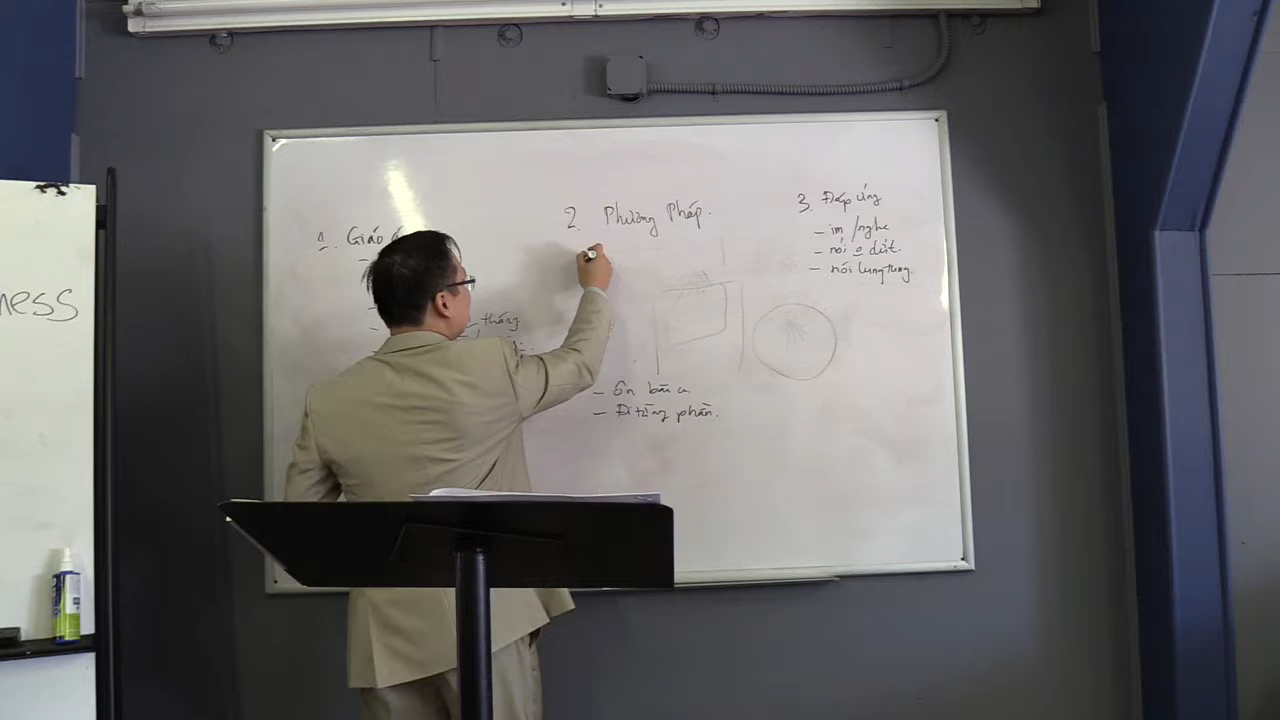 ness
1. Giáo
tháng
2. Phương Pháp.
- Ôn bài cũ
- Đi từng phần.
3. Đáp ứng
- im / nghe
- nói o dứt.
- nói lung tung.